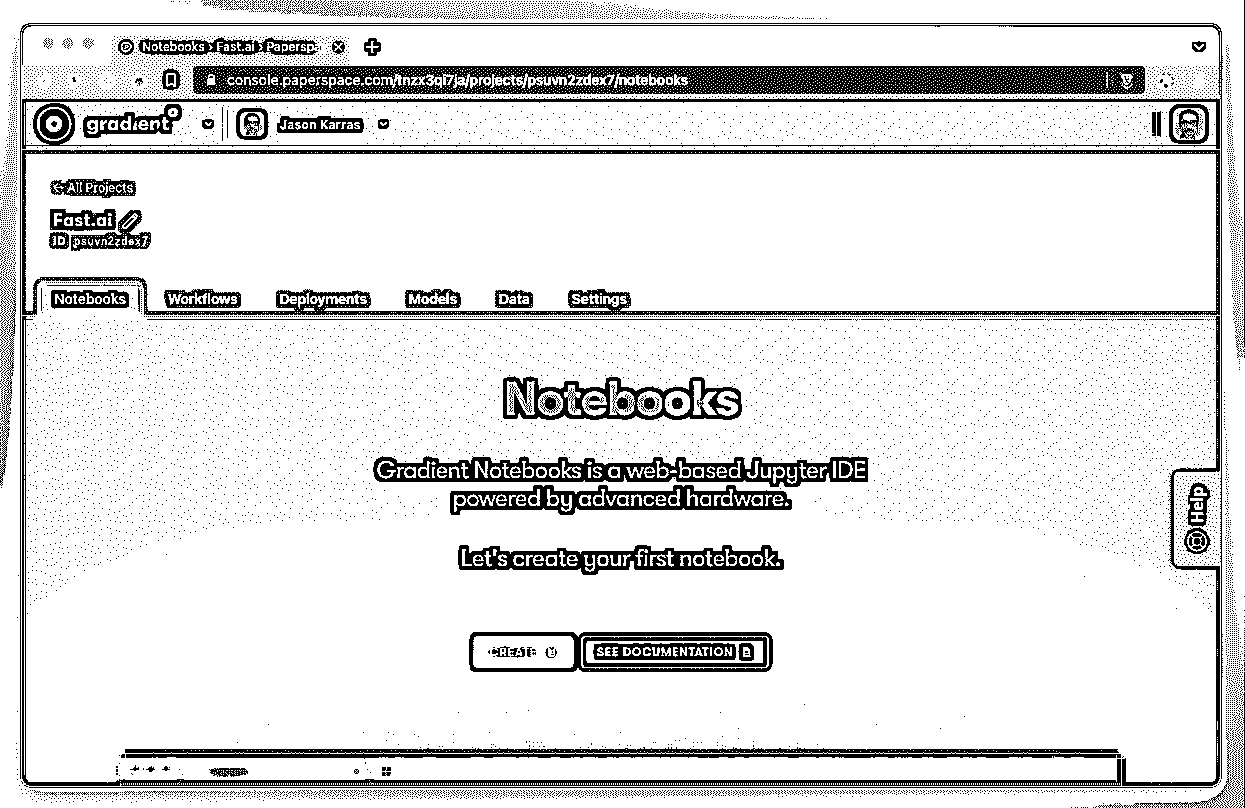 Notebooks > Fast.ai > Papersp
console.paperspace.com/tnzx3qi7ja/projects/psuvn2zdex7/notebooks
gradient
Jason Karras
← All Projects
Fast.ai
ID psuvn2zdex7
Notebooks Workflows Deployments Models Data Settings
Notebooks
Gradient Notebooks is a web-based Jupyter IDE
powered by advanced hardware.
Let's create your first notebook.
CREATE SEE DOCUMENTATION
Help